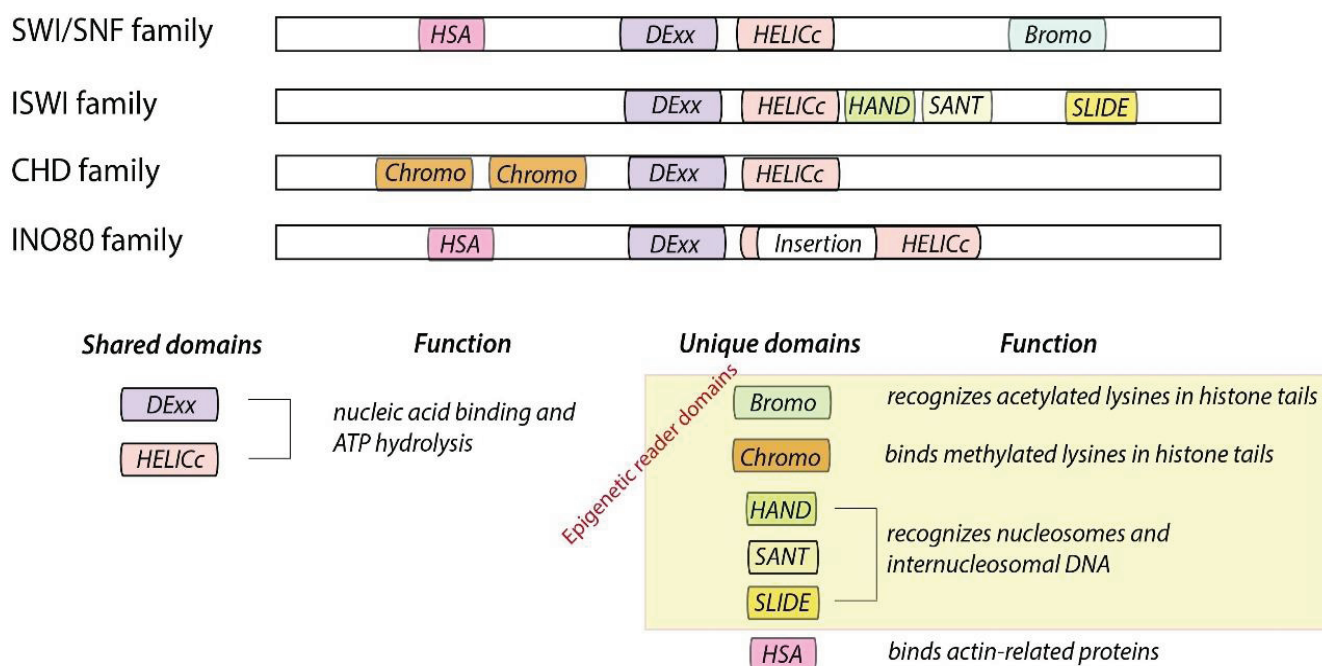 SWI/SNF family HSA DExx HELICc Bromo
ISWI family DExx HELICc HAND SANT SLIDE
CHD family Chromo Chromo DExx HELICc
INO80 family HSA DExx Insertion HELICc
Shared domains Function
DExx
HELICc
nucleic acid binding and
ATP hydrolysis
Unique domains Function
Epigenetic reader domains
Bromo recognizes acetylated lysines in histone tails
Chromo binds methylated lysines in histone tails
HAND
SANT
SLIDE
recognizes nucleosomes and
internucleosomal DNA
HSA binds actin-related proteins